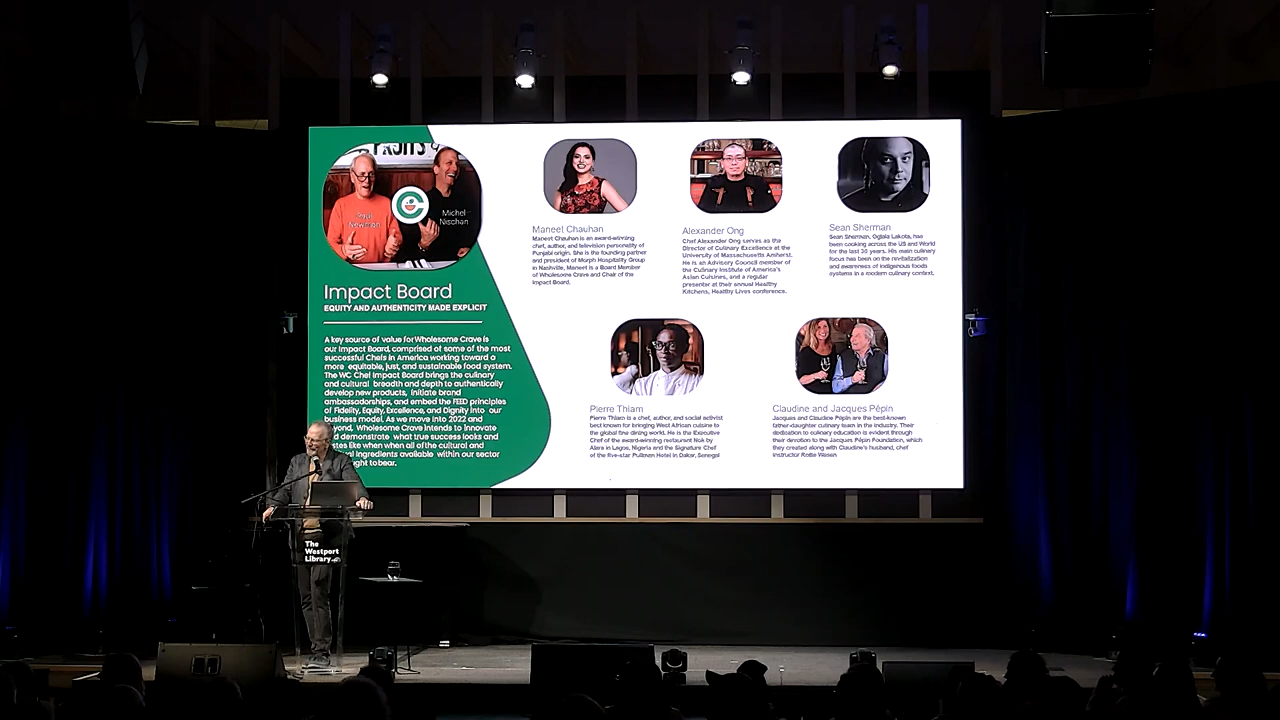 Paul
Newman
Michel
Nischan
Impact Board
EQUITY AND AUTHENTICITY MADE EXPLICIT
A key source of value for Wholesome Crave is
our Impact Board, comprised of some of the most
successful Chefs in America working toward a
more equitable, just, and sustainable food system.
The WC Chef Impact Board brings the culinary
and cultural breadth and depth to authentically
develop new products, initiate brand
ambassadorships, and embed the FEED principles
of Fidelity, Equity, Excellence, and Dignity into our
business model. As we move into 2022 and
Wholesome Crave intends to innovate
demonstrate what true success looks and
like when when all of the cultural and
ingredients available within our sector
to bear.
Maneet Chauhan
Maneet Chauhan is an award-winning
chef, author, and television personality of
Punjabi origin. She is the founding partner
and president of Morph Hospitality Group
in Nashville, Maneet is a Board Member
of Wholesome Crave and Chair of the
Impact Board.
Alexander Ong
Chef Alexander Ong serves as the
Director of Culinary Excellence at the
University of Massachusetts Amherst.
He is an Advisory Council member of
the Culinary Institute of America's
Asian Cuisines, and a regular
presenter at their annual Healthy
Kitchens, Healthy Lives conference.
Sean Sherman
Sean Sherman, Oglala Lakota, has
been cooking across the US and World
for the last 30 years. His main culinary
focus has been on the revitalization
and awareness of indigenous foods
systems in a modern culinary context.
Pierre Thiam
Pierre Thiam is a chef, author, and social activist
best known for bringing West African cuisine to
the global fine dining world. He is the Executive
Chef of the award-winning restaurant Nok by
Alara in Lagos, Nigeria and the Signature Chef
of the five-star Pullman Hotel in Dakar, Senegal
Claudine and Jacques Pépin
Jacques and Claudine Pépin are the best-known
father-daughter culinary team in the industry. Their
dedication to culinary education is evident through
their devotion to the Jacques Pépin Foundation, which
they created along with Claudine's husband, chef
instructor Rollie Wesen
The
Westport
Library